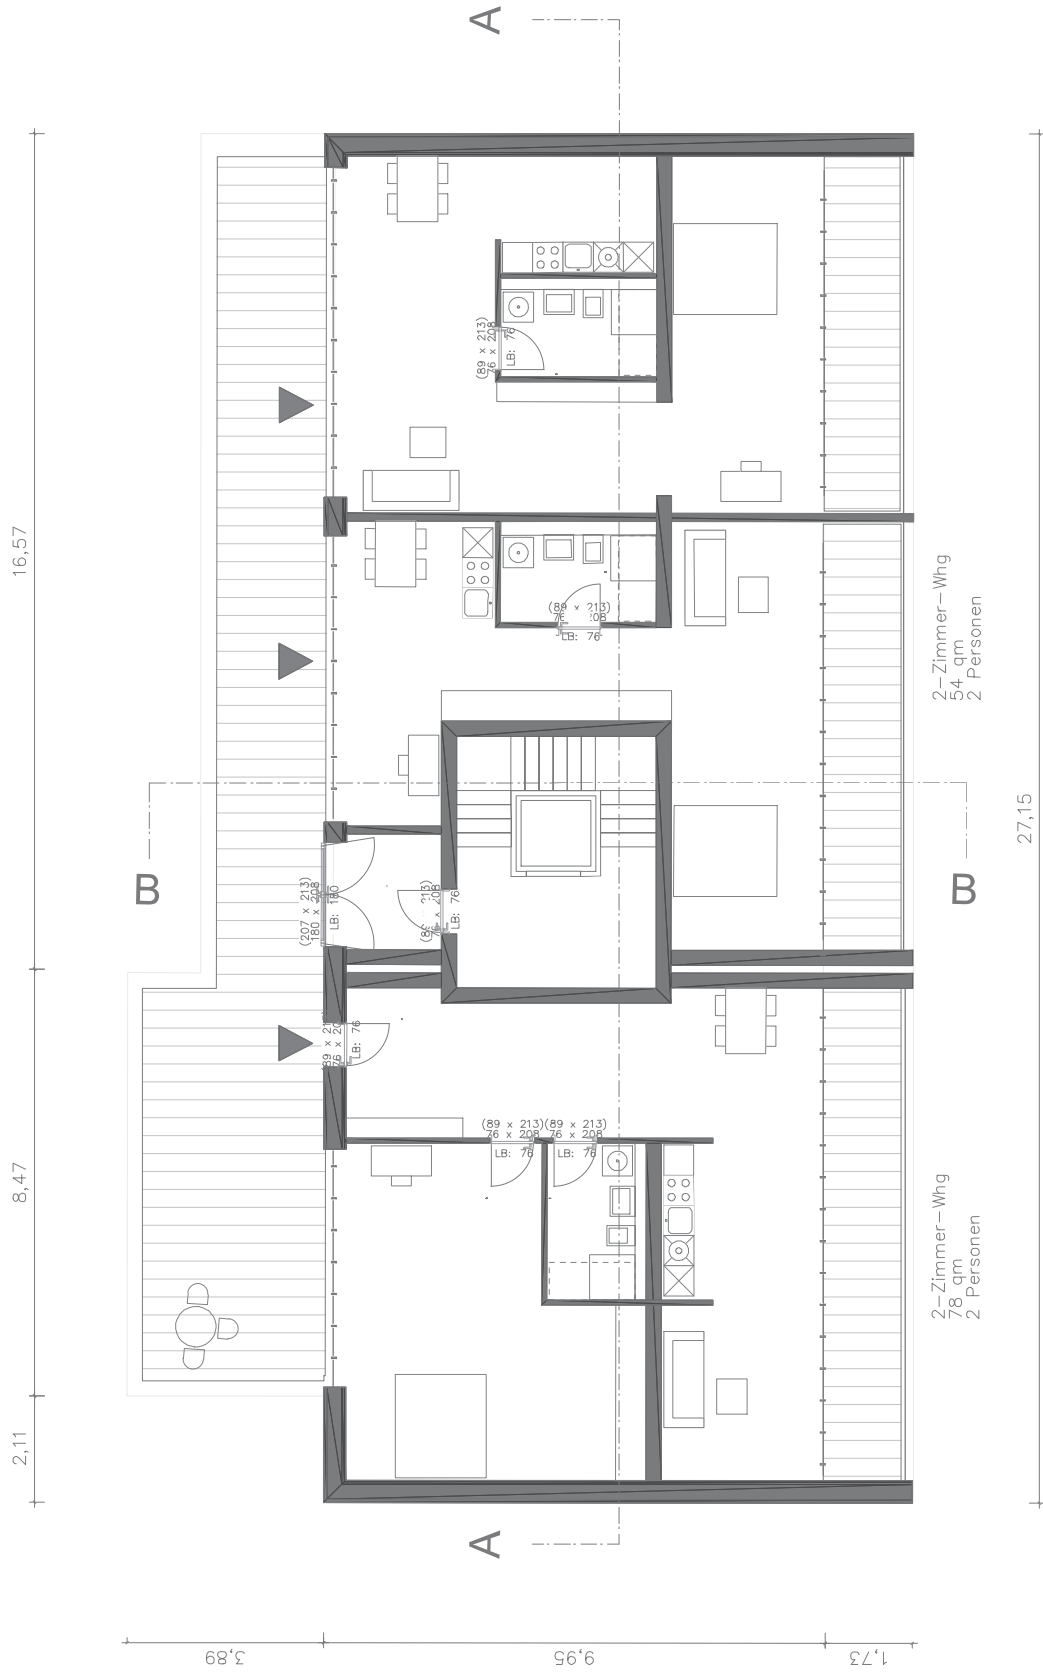 A
16,57
(89 x 213)
76 x 208
LB: 76
(89 x 213)
LB: 76
2-Zimmer-Whg
54 qm
2 Personen
27,15
B
B
(207 x 213)
180 x 208
LB: 180
LB: 76
LB: 76
(89 x 213)
76 x 208
LB: 76
(89 x 213)
76 x 208
LB: 76
8,47
2-Zimmer-Whg
78 qm
2 Personen
2,11
A
3,89
9,95
1,73